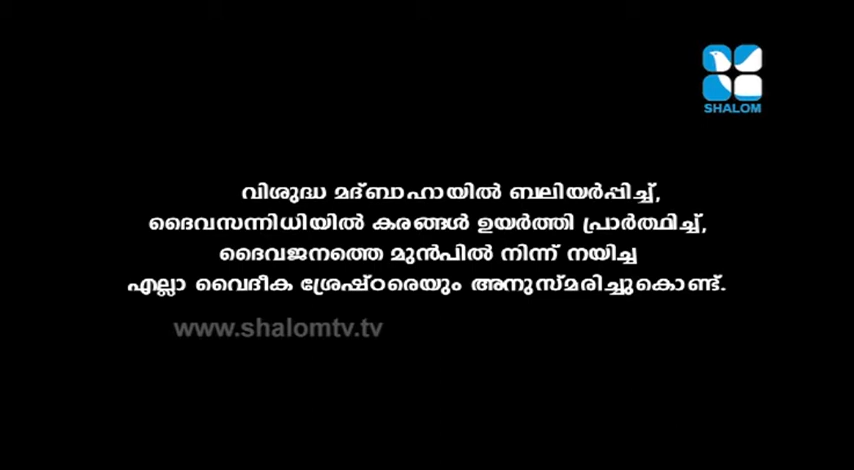 SHALOM
വിശുദ്ധ മദ്ബഹായിൽ ബലിയർപ്പിച്ച്,
ദൈവസന്നിധിയിൽ കരങ്ങൾ ഉയർത്തി പ്രാർത്ഥിച്ച്,
ദൈവജനത്തെ മുൻപിൽ നിന്ന് നയിച്ച
എല്ലാ വൈദീക ശ്രേഷ്ഠരെയും അനുസ്മരിച്ചുകൊണ്ട്.
www.shalomtv.tv